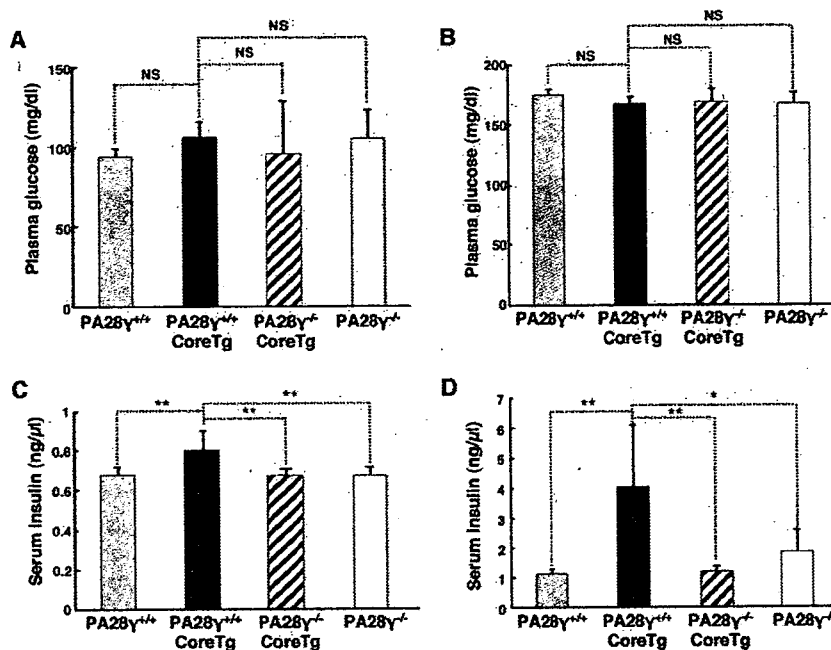 A
NS
NS
NS
150
100
50
0
Plasma glucose (mg/dl)
PA28γ+/+
PA28γ+/+
CoreTg
PA28γ-/-
CoreTg
PA28γ-/-
B
NS
NS
NS
200
150
100
50
0
Plasma glucose (mg/dl)
PA28γ+/+
PA28γ+/+
CoreTg
PA28γ-/-
CoreTg
PA28γ-/-
C
**
**
**
1
0.8
0.6
0.4
0.2
0
Serum Insulin (ng/μl)
PA28γ+/+
PA28γ+/+
CoreTg
PA28γ-/-
CoreTg
PA28γ-/-
D
*
**
**
7
6
5
4
3
2
1
0
Serum Insulin (ng/μl)
PA28γ+/+
PA28γ+/+
CoreTg
PA28γ-/-
CoreTg
PA28γ-/-